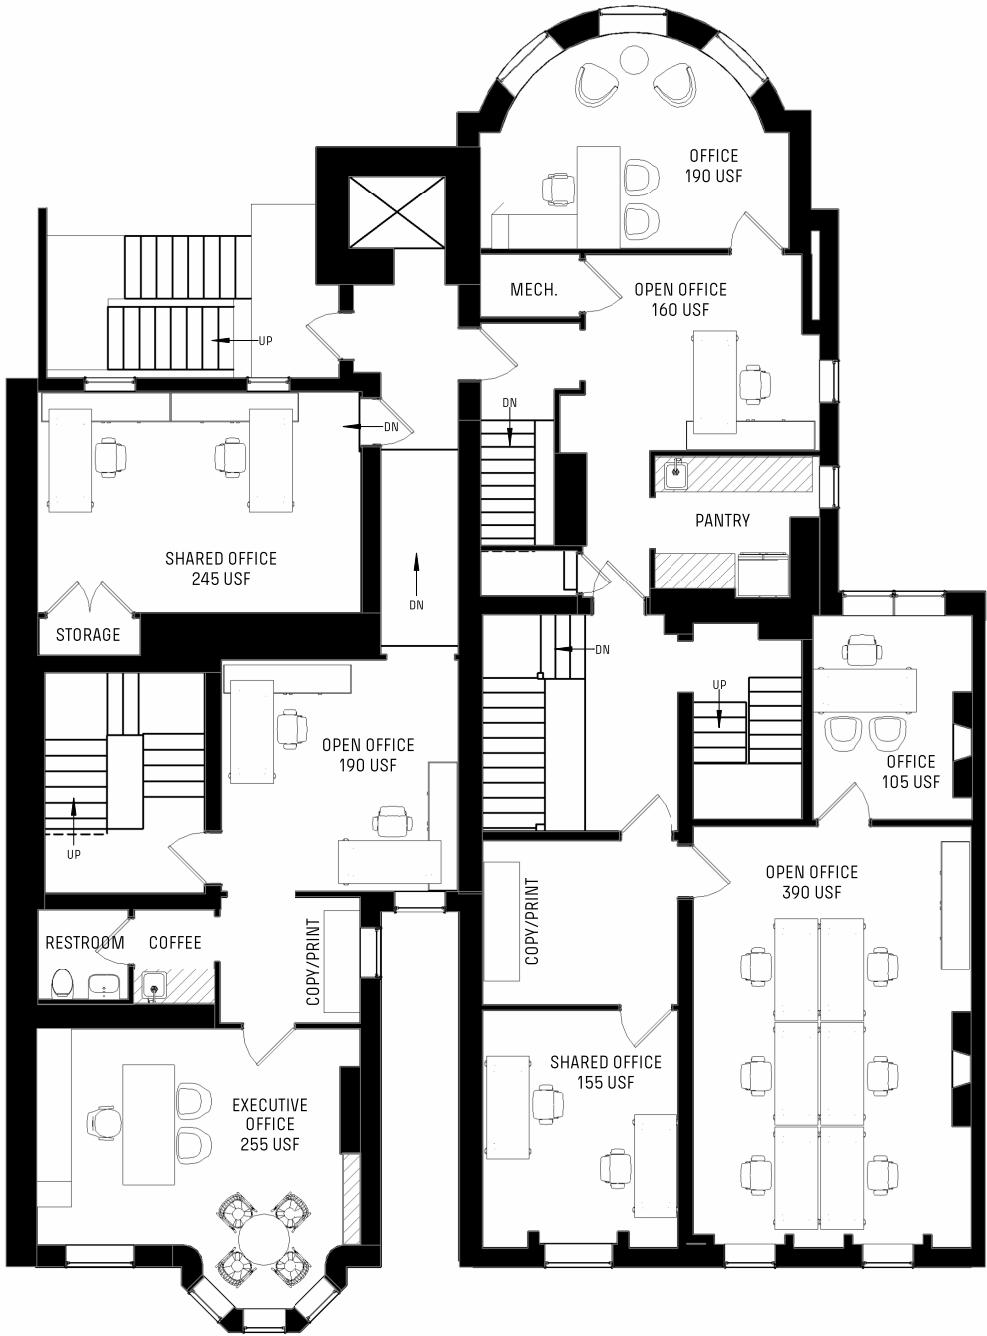 OFFICE
190 USF
MECH.
OPEN OFFICE
160 USF
UP
DN
DN
PANTRY
SHARED OFFICE
245 USF
DN
STORAGE
DN
UP
OPEN OFFICE
190 USF
OFFICE
105 USF
UP
OPEN OFFICE
390 USF
COPY/PRINT
RESTROOM
COFFEE
COPY/PRINT
SHARED OFFICE
155 USF
EXECUTIVE
OFFICE
255 USF